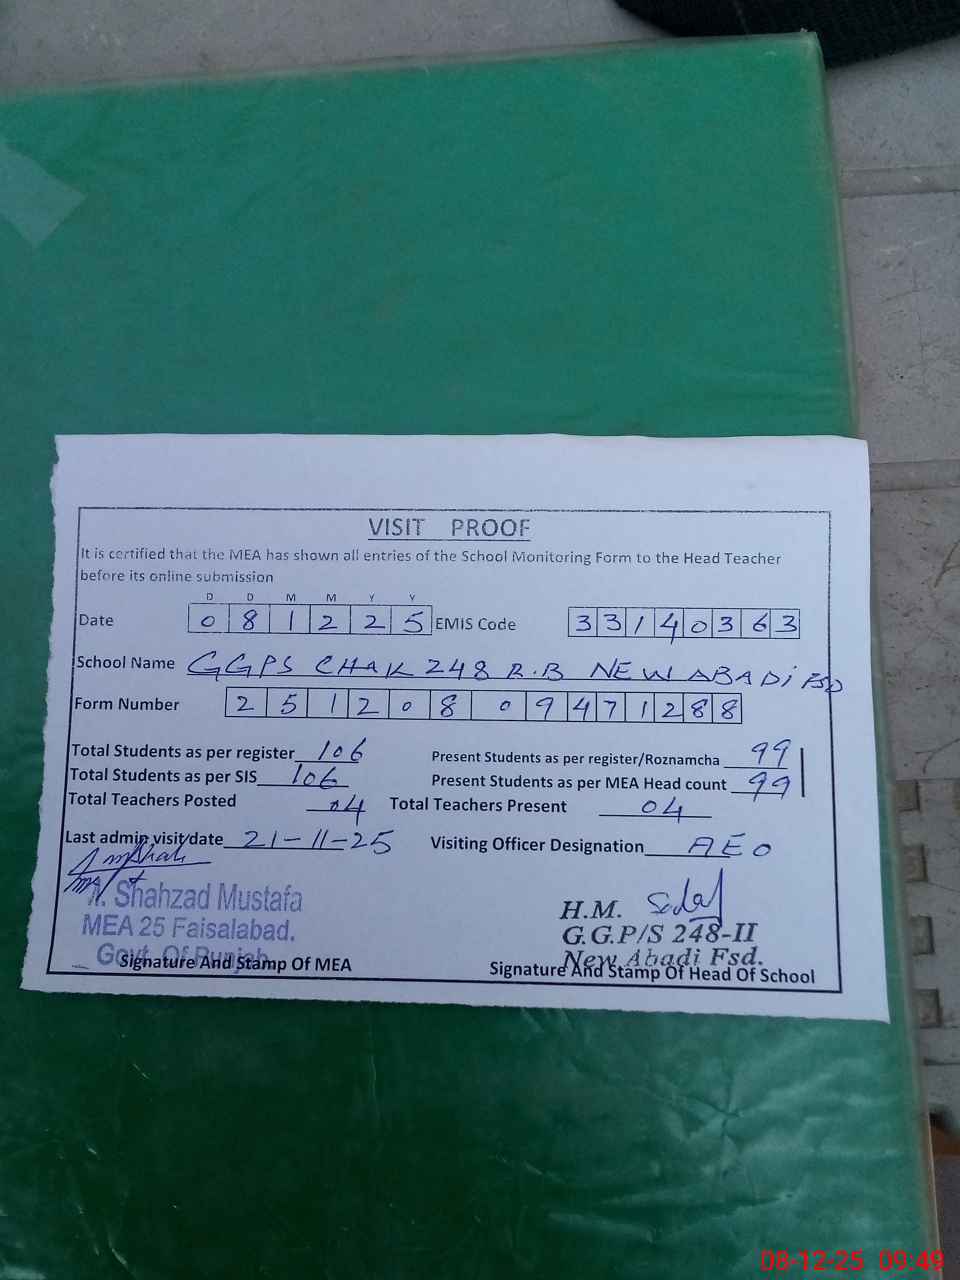 VISIT PROOF
It is certified that the MEA has shown all entries of the School Monitoring Form to the Head Teacher
before its online submission
D D M M Y Y
Date 0 8 1 2 2 5 EMIS Code 3 3 1 4 0 3 6 3
School Name GGPS CHAK 248 R.B NEW ABADi FSD
Form Number 2 5 1 2 0 8 0 9 4 7 1 2 8 8
Total Students as per register 106 Present Students as per register/Roznamcha 99
Total Students as per SIS 106 Present Students as per MEA Head count 99
Total Teachers Posted 04 Total Teachers Present 04
Last admin visit/date 21-11-25 Visiting Officer Designation AEO
Shahzad Mustafa
MEA 25 Faisalabad.
Govt. Of Punjab
Signature And Stamp Of MEA
H.M.
G.G.P/S 248-II
New Abadi Fsd.
Signature And Stamp Of Head Of School
08-12-25 09:49